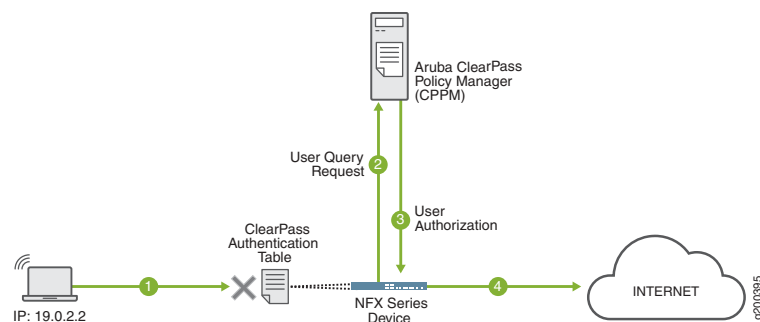 Aruba ClearPass
Policy Manager
(CPPM)
User Query
Request
2
3
User
Authorization
ClearPass
Authentication
Table
1
4
INTERNET
IP: 19.0.2.2
NFX Series
Device
g200395